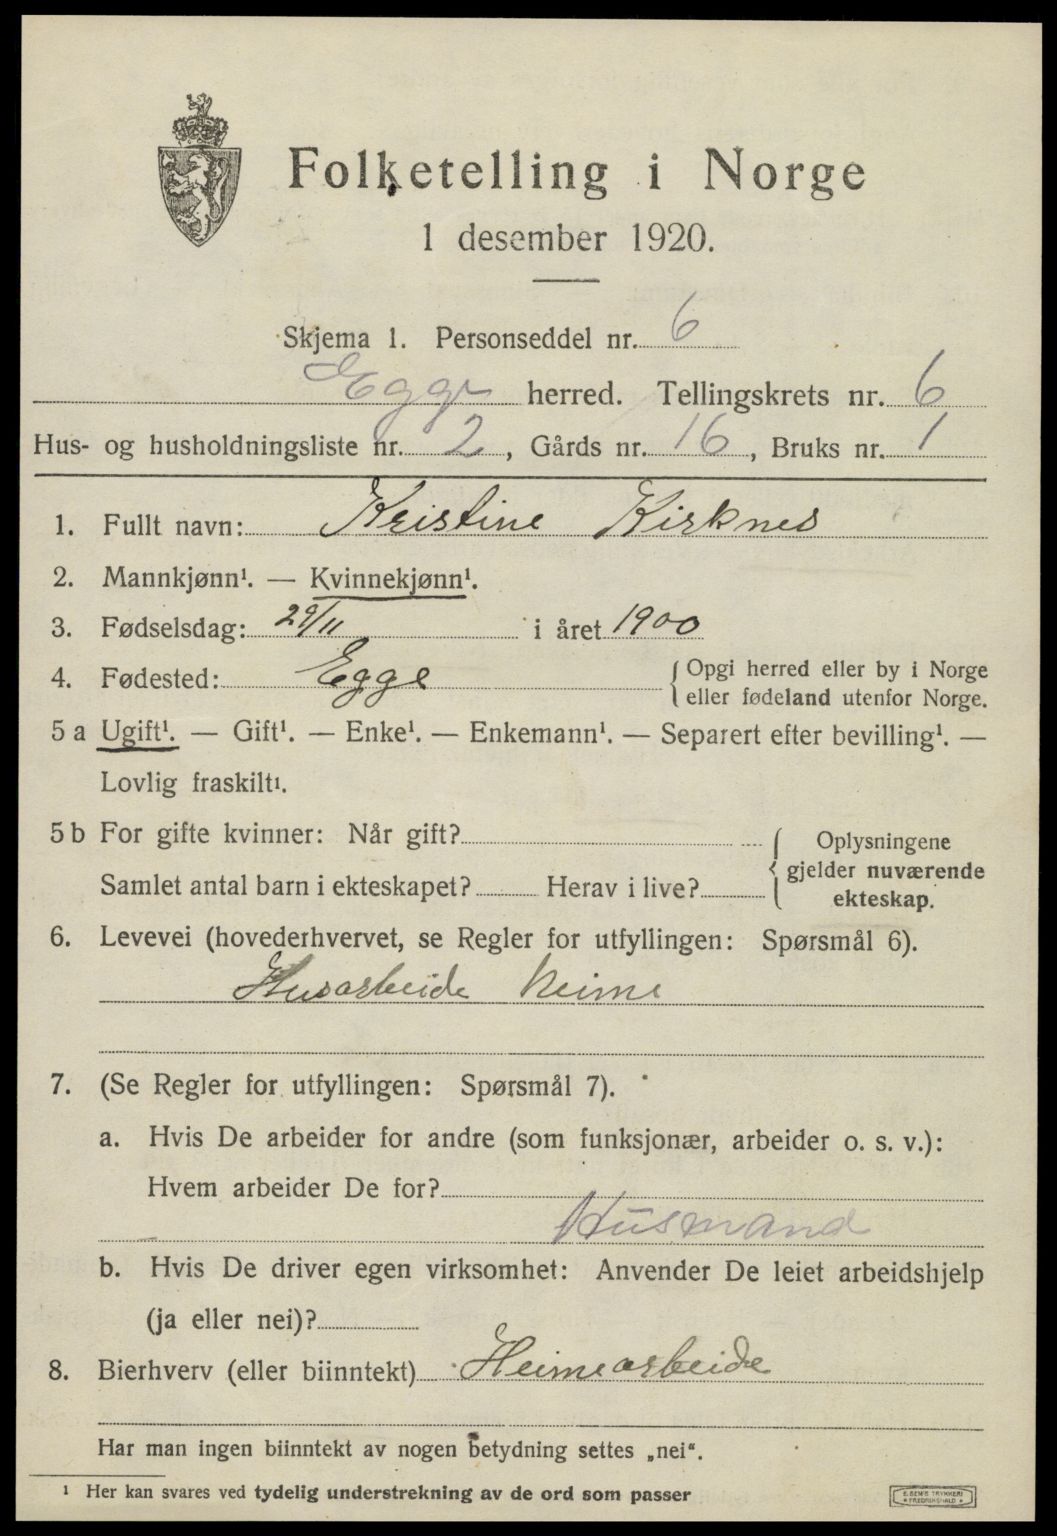 Folketelling i Norge
1 desember 1920.
Skjema 1. Personseddel nr. 6
Egge herred. Tellingskrets nr. 6
Hus- og husholdningsliste nr. 2, Gårds nr. 16, Bruks nr. 1
1. Fullt navn: Kristine Kirknes
2. Mannkjønn¹. — Kvinnekjønn¹.
3. Fødselsdag: 29/11 i året 1900
4. Fødested: Egge { Opgi herred eller by i Norge
eller fødeland utenfor Norge.
5 a Ugift¹. — Gift¹. — Enke¹. — Enkemann¹. — Separert efter bevilling¹. —
Lovlig fraskilt¹.
5 b For gifte kvinner: Når gift? { Oplysningene
gjelder nuværende
Samlet antal barn i ekteskapet? Herav i live? ekteskap.
6. Levevei (hovederhvervet, se Regler for utfyllingen: Spørsmål 6).
Husarbeide heime
7. (Se Regler for utfyllingen: Spørsmål 7).
a. Hvis De arbeider for andre (som funksjonær, arbeider o. s. v.):
Hvem arbeider De for?
Husmand
b. Hvis De driver egen virksomhet: Anvender De leiet arbeidshjelp
(ja eller nei)?
8. Bierhverv (eller biinntekt) Heimearbeide
Har man ingen biinntekt av nogen betydning settes „nei“.
¹ Her kan svares ved tydelig understrekning av de ord som passer
E. SEM'S TRYKKERI
FREDRIKSHALD